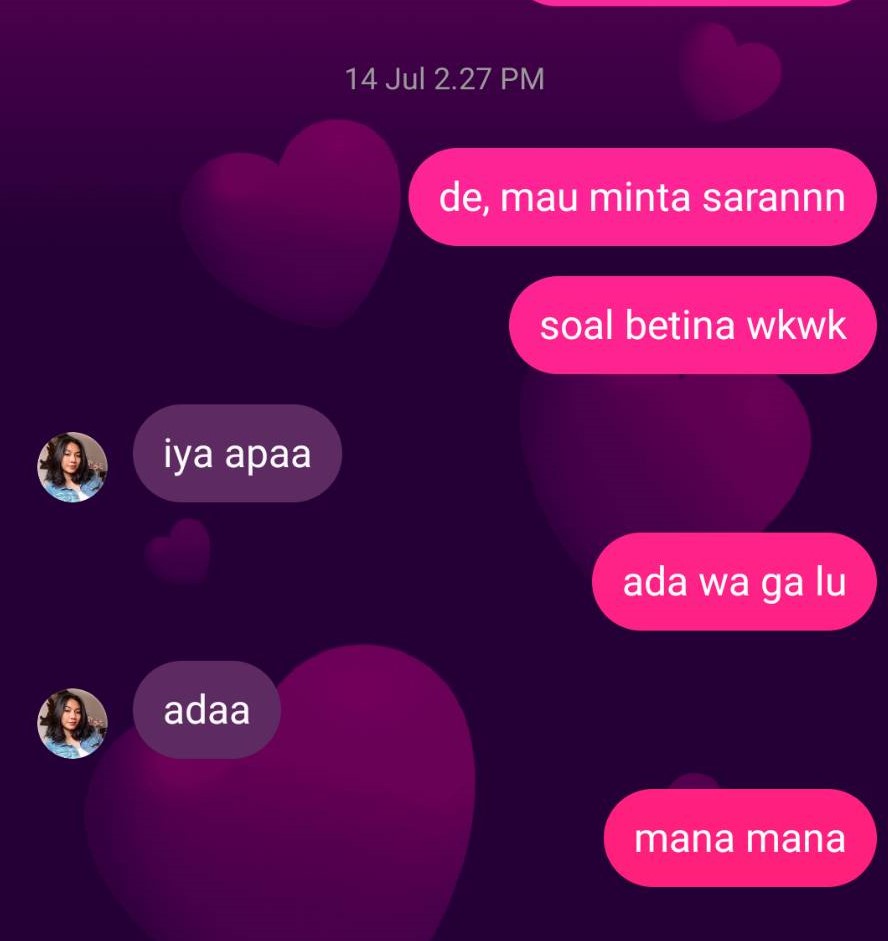 14 Jul 2.27 PM
de, mau minta sarannn
soal betina wkwk
iya apaa
ada wa ga lu
adaa
mana mana